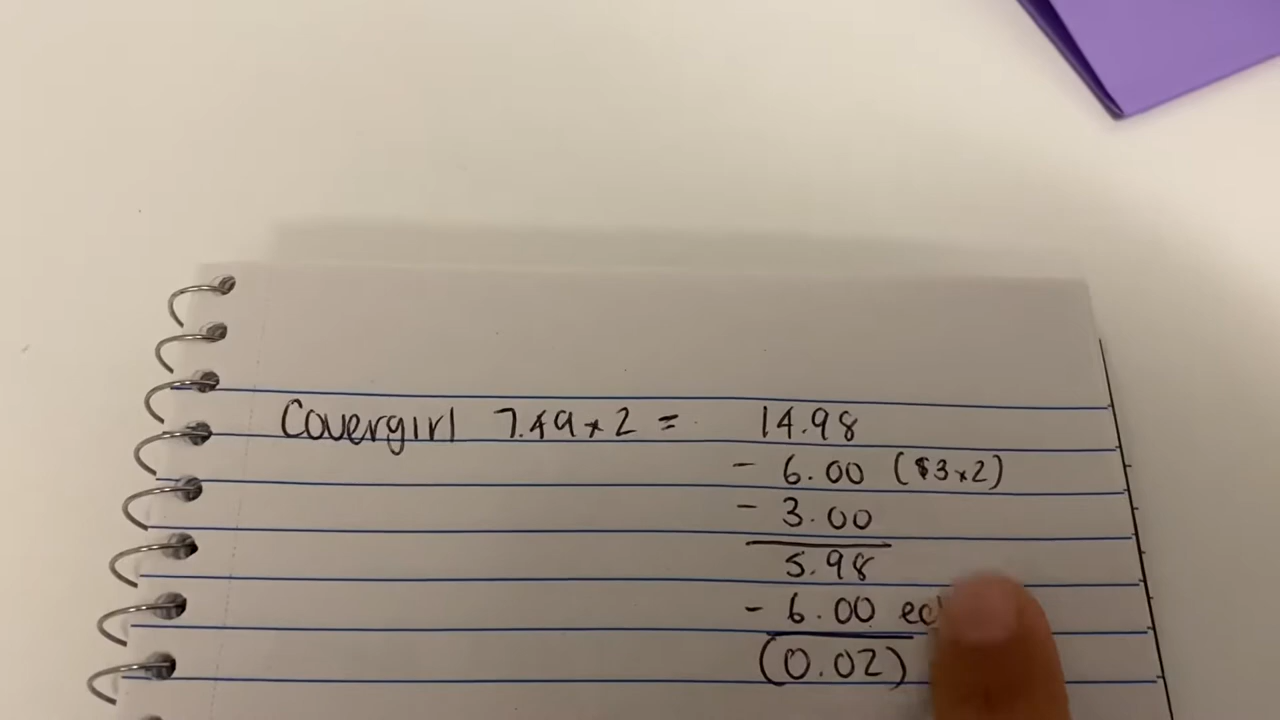 Covergirl 7.49 x 2 = 14.98
- 6.00 ($3 x 2)
- 3.00
5.98
- 6.00
(0.02)